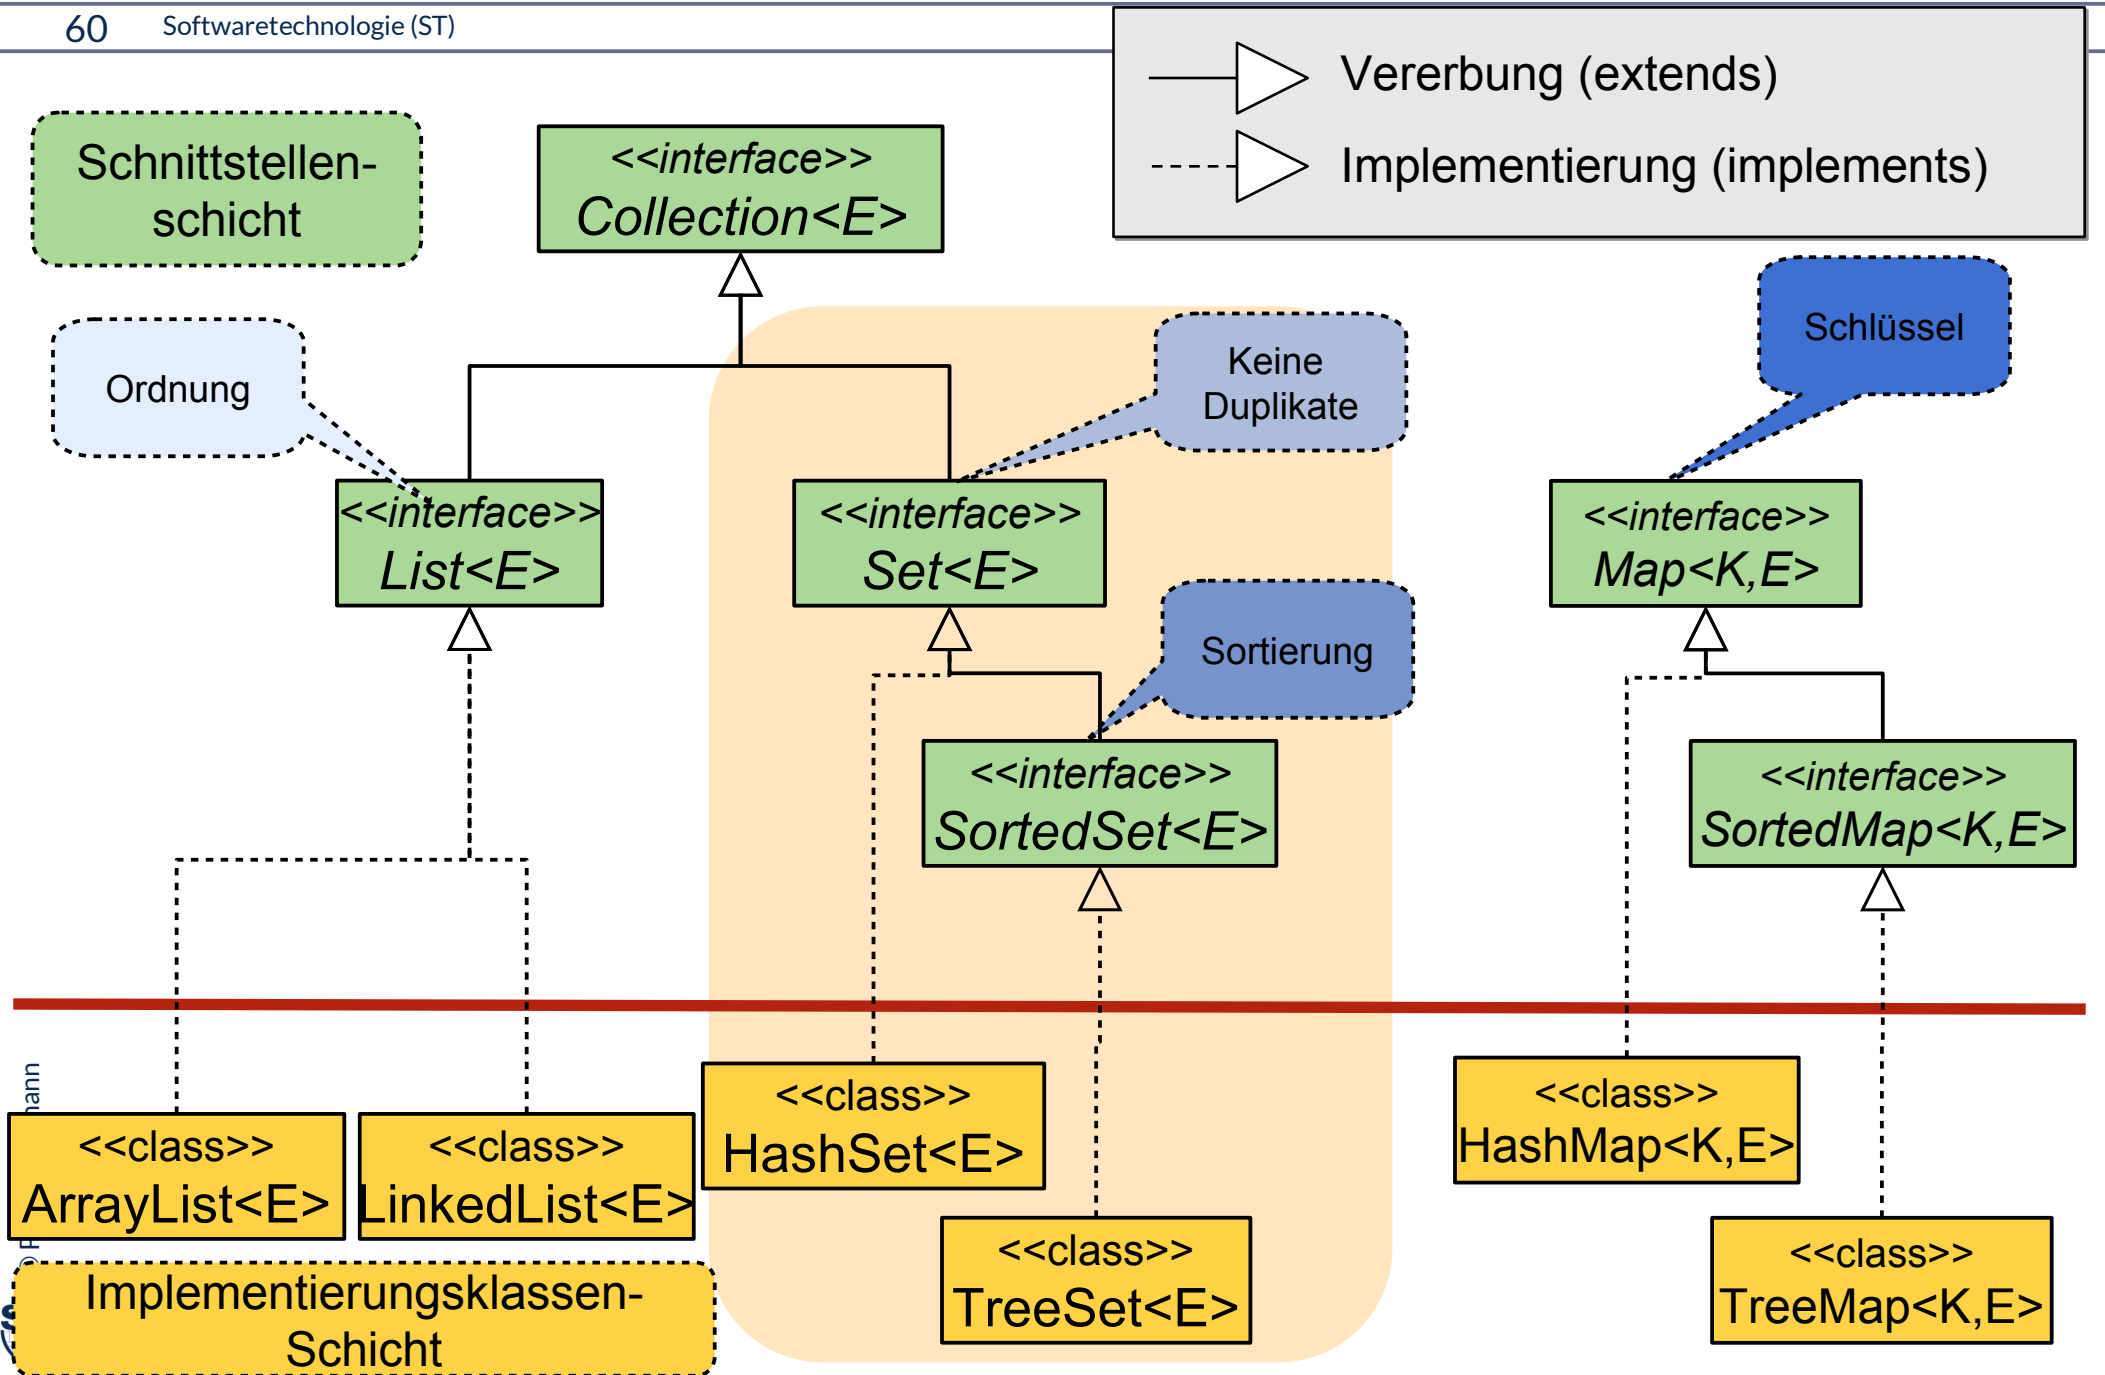 60 Softwaretechnologie (ST)
Vererbung (extends)
Implementierung (implements)
Schnittstellen-
schicht
<<interface>>
Collection<E>
Ordnung
Keine
Duplikate
Schlüssel
<<interface>>
List<E>
<<interface>>
Set<E>
<<interface>>
Map<K,E>
Sortierung
<<interface>>
SortedSet<E>
<<interface>>
SortedMap<K,E>
<<class>>
ArrayList<E>
<<class>>
LinkedList<E>
<<class>>
HashSet<E>
<<class>>
HashMap<K,E>
<<class>>
TreeSet<E>
<<class>>
TreeMap<K,E>
Implementierungsklassen-
Schicht